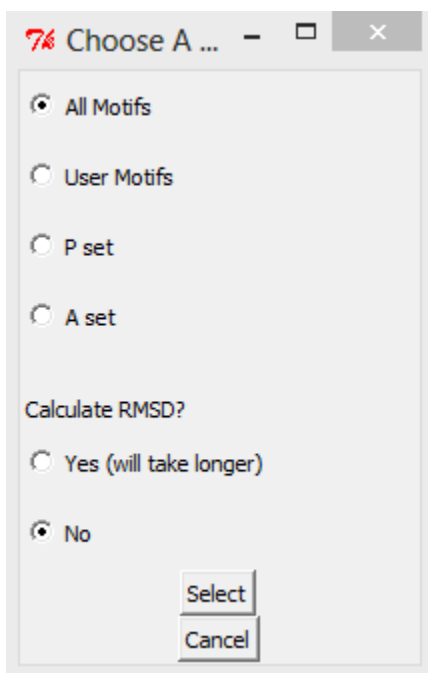 Choose A ...
All Motifs
User Motifs
P set
A set
Calculate RMSD?
Yes (will take longer)
No
Select
Cancel